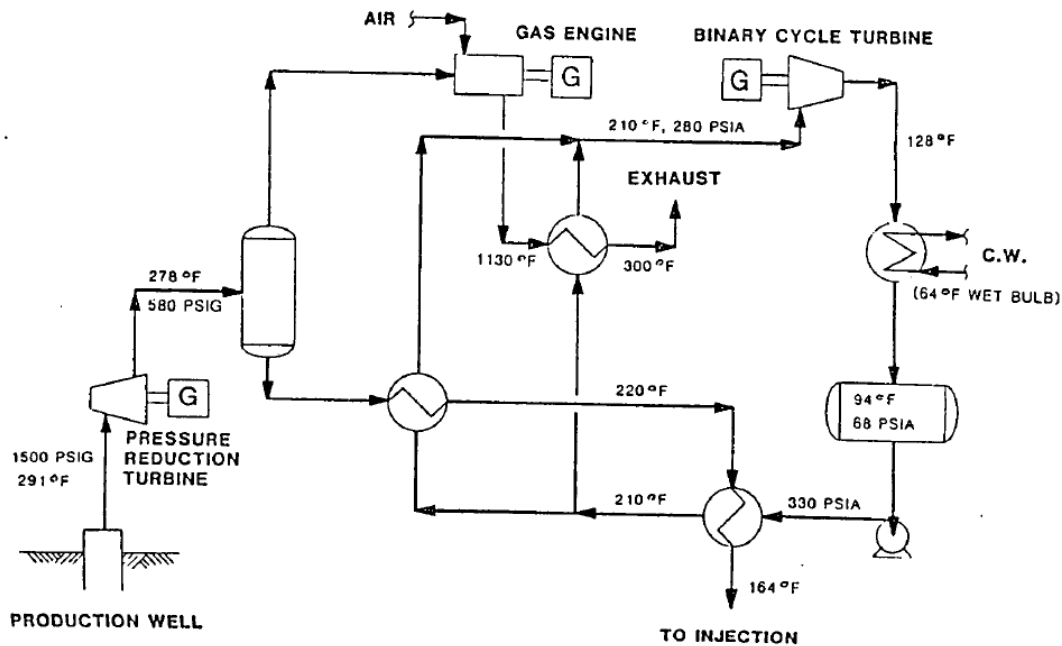 AIR
GAS ENGINE
G
BINARY CYCLE TURBINE
G
210 °F, 280 PSIA
128 °F
EXHAUST
1130 °F
300 °F
C.W.
(64 °F WET BULB)
278 °F
580 PSIG
G
PRESSURE
REDUCTION
TURBINE
1500 PSIG
291 °F
220 °F
94 °F
68 PSIA
210 °F
330 PSIA
164 °F
PRODUCTION WELL
TO INJECTION